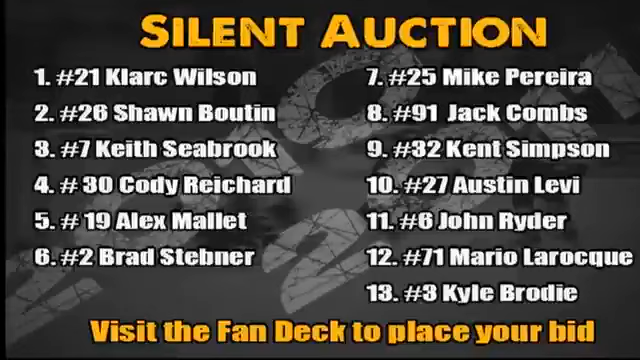 SILENT AUCTION
1. #21 Klarc Wilson
2. #26 Shawn Boutin
3. #7 Keith Seabrook
4. # 30 Cody Reichard
5. # 19 Alex Mallet
6. #2 Brad Stebner
7. #25 Mike Pereira
8. #91 Jack Combs
9. #32 Kent Simpson
10. #27 Austin Levi
11. #6 John Ryder
12. #71 Mario Larocque
13. #3 Kyle Brodie
Visit the Fan Deck to place your bid